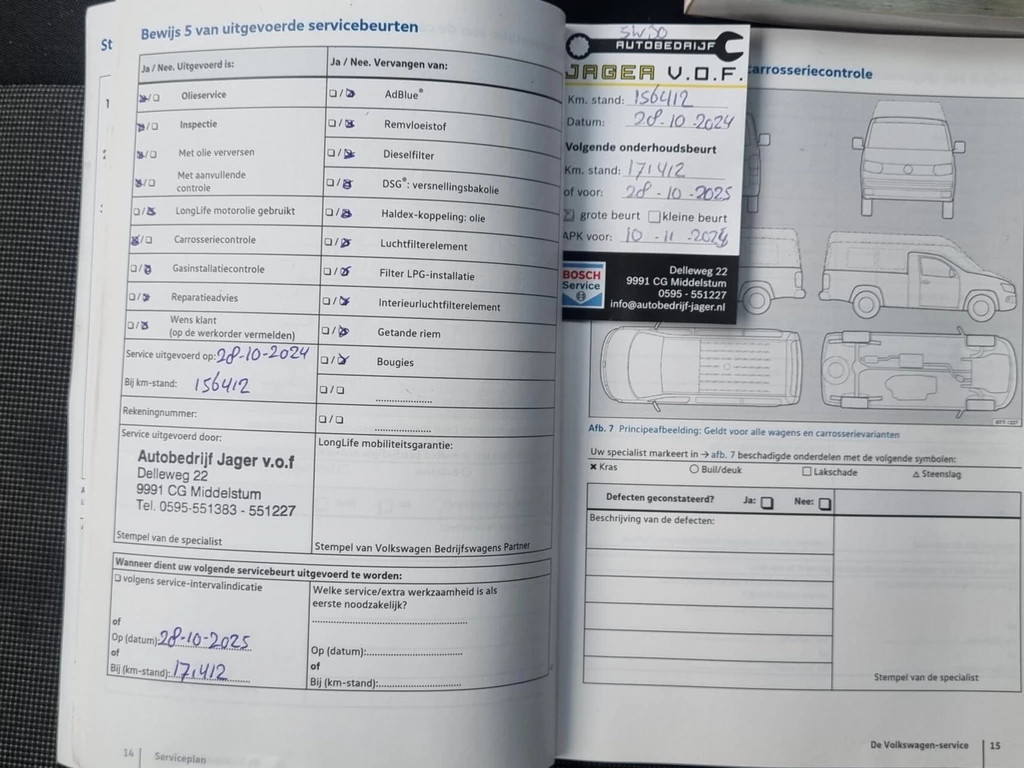 St
1
Bewijs 5 van uitgevoerde servicebeurten
Ja / Nee. Uitgevoerd is:
☒/☐ Olieservice
☒/☐ Inspectie
☒/☐ Met olie verversen
☒/☐ Met aanvullende
controle
☐/☒ LongLife motorolie gebruikt
☒/☐ Carrosseriecontrole
☐/☒ Gasinstallatiecontrole
☐/☒ Reparatieadvies
☐/☒ Wens klant
(op de werkorder vermelden)
Service uitgevoerd op: 28-10-2024
Bij km-stand: 156412
Rekeningnummer:
Service uitgevoerd door:
Autobedrijf Jager v.o.f
Delleweg 22
9991 CG Middelstum
Tel. 0595-551383 - 551227
Stempel van de specialist
Ja / Nee. Vervangen van:
☐/☒ AdBlue®
☐/☒ Remvloeistof
☐/☒ Dieselfilter
☐/☒ DSG®: versnellingsbakolie
☐/☒ Haldex-koppeling: olie
☐/☒ Luchtfilterelement
☐/☒ Filter LPG-installatie
☐/☒ Interieurluchtfilterelement
☐/☒ Getande riem
☐/☒ Bougies
☐/☐ ....................
☐/☐ ....................
LongLife mobiliteitsgarantie:
Stempel van Volkswagen Bedrijfswagens Partner
Wanneer dient uw volgende servicebeurt uitgevoerd te worden:
☐ volgens service-intervalindicatie
of
Op (datum): 28-10-2025
of
Bij (km-stand): 171412
Welke service/extra werkzaamheid is als
eerste noodzakelijk?
Op (datum):
of
Bij (km-stand):
14 Serviceplan
5W30
AUTOBEDRIJF
JAGER V.O.F.
Km. stand: 156412
Datum: 28-10-2024
Volgende onderhoudsbeurt
Km. stand: 171412
of voor: 28-10-2025
☒ grote beurt ☐ kleine beurt
APK voor: 10-11-
BOSCH
Service
Delleweg 22
9991 CG Middelstum
0595 - 551227
info@autobedrijf-jager.nl
carrosseriecontrole
Afb. 7 Principeafbeelding: Geldt voor alle wagens en carrosserievarianten
Uw specialist markeert in → afb. 7 beschadigde onderdelen met de volgende symbolen:
✖ Kras ○ Buil/deuk ☐ Lakschade △ Steenslag
Defecten geconstateerd? Ja: ☐ Nee: ☐
Beschrijving van de defecten:
Stempel van de specialist
De Volkswagen-service 15